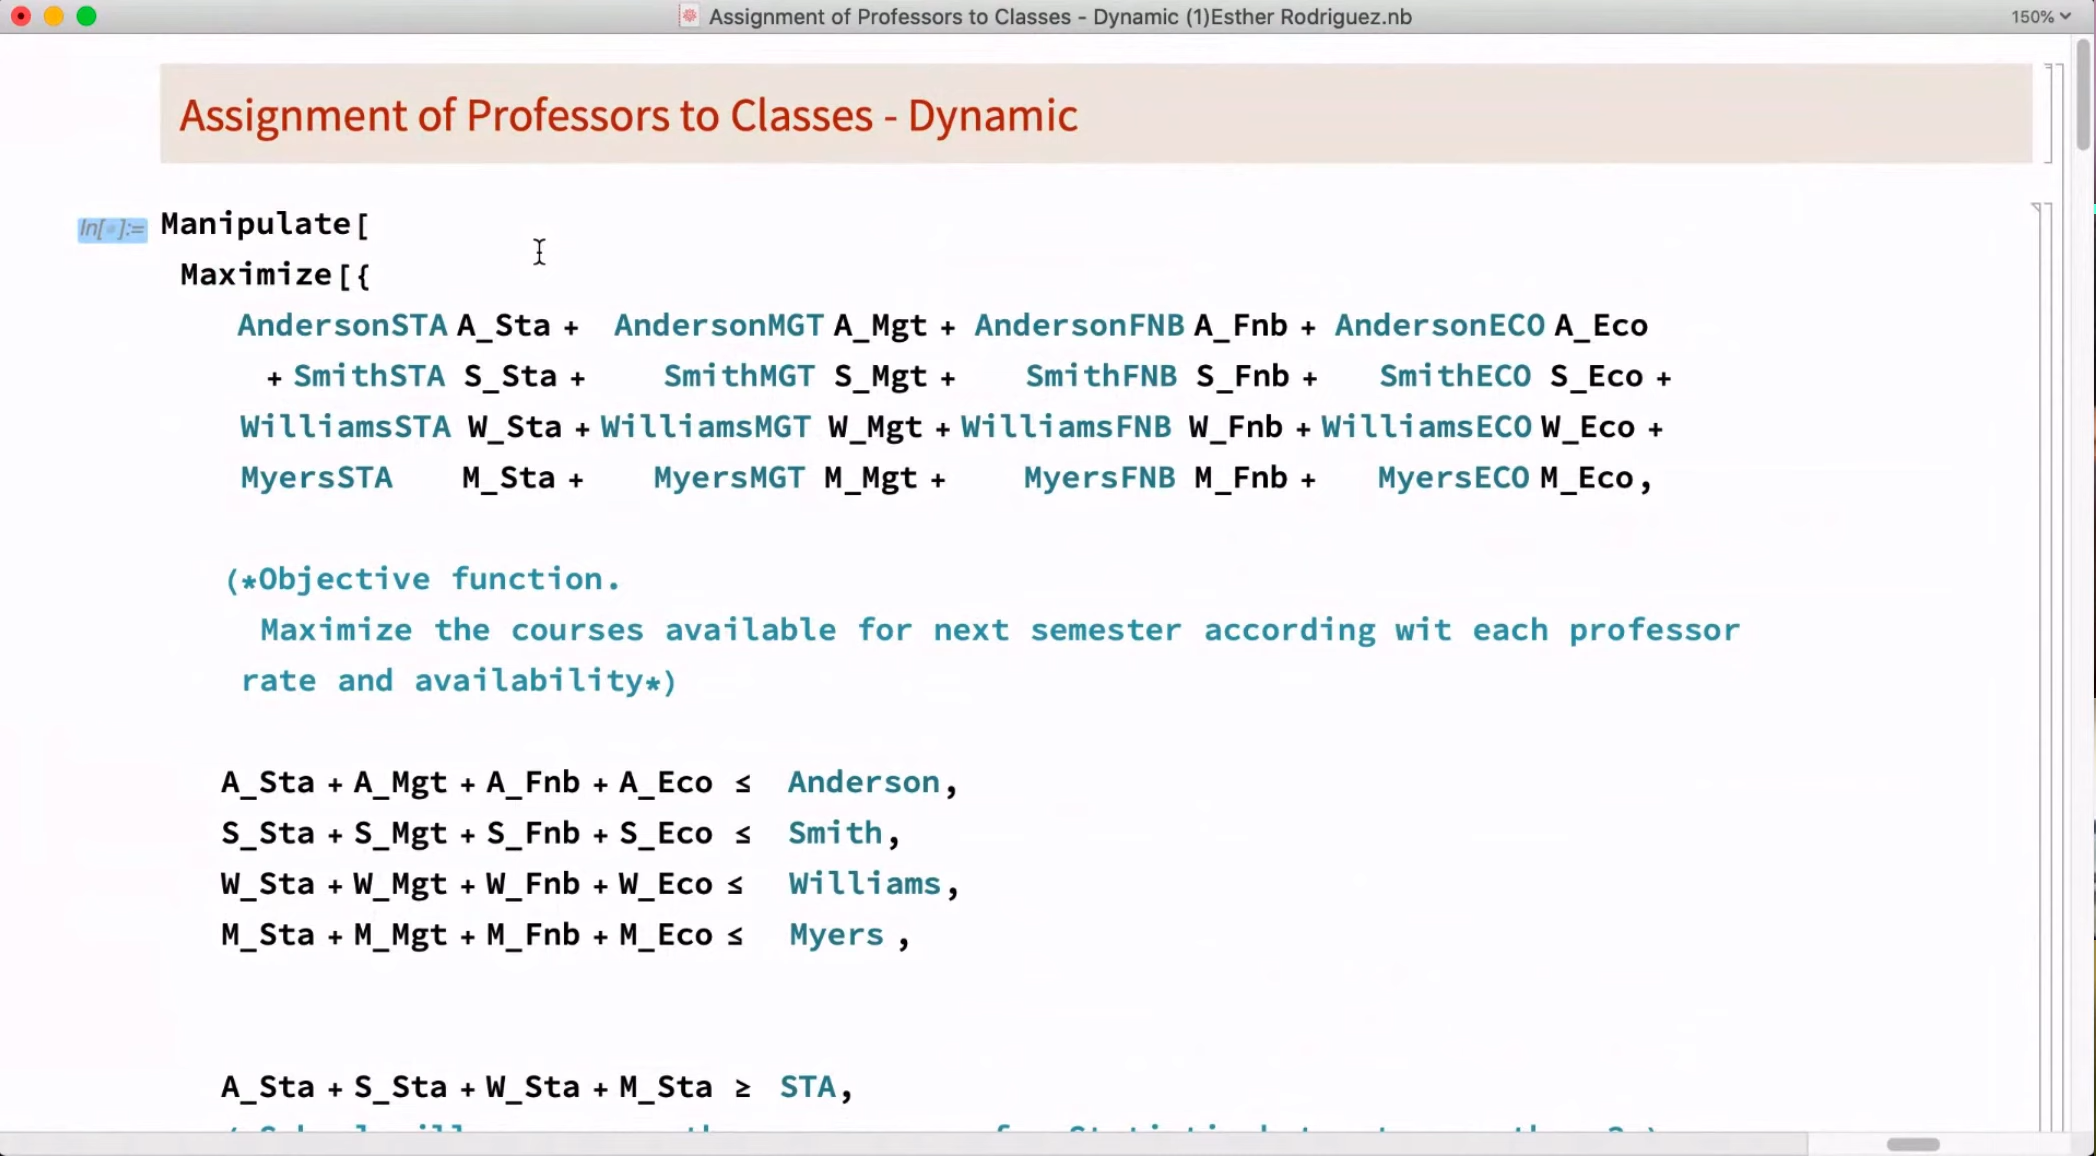 Assignment of Professors to Classes - Dynamic (1)Esther Rodriguez.nb
150%
Assignment of Professors to Classes - Dynamic
In[ ]:= Manipulate[
Maximize[{
AndersonSTA A_Sta + AndersonMGT A_Mgt + AndersonFNB A_Fnb + AndersonECO A_Eco
+ SmithSTA S_Sta + SmithMGT S_Mgt + SmithFNB S_Fnb + SmithECO S_Eco +
WilliamsSTA W_Sta + WilliamsMGT W_Mgt + WilliamsFNB W_Fnb + WilliamsECO W_Eco +
MyersSTA M_Sta + MyersMGT M_Mgt + MyersFNB M_Fnb + MyersECO M_Eco,
(*Objective function.
Maximize the courses available for next semester according wit each professor
rate and availability*)
A_Sta + A_Mgt + A_Fnb + A_Eco ≤ Anderson,
S_Sta + S_Mgt + S_Fnb + S_Eco ≤ Smith,
W_Sta + W_Mgt + W_Fnb + W_Eco ≤ Williams,
M_Sta + M_Mgt + M_Fnb + M_Eco ≤ Myers ,
A_Sta + S_Sta + W_Sta + M_Sta ≥ STA,